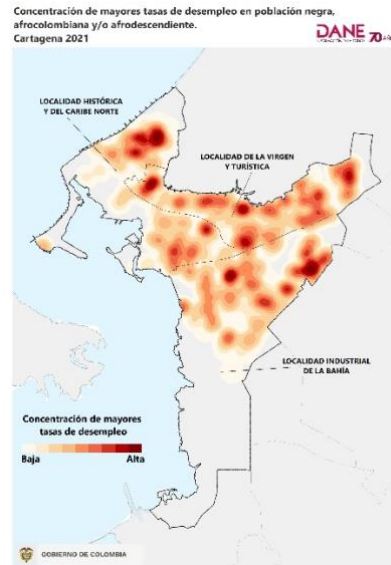 Concentración de mayores tasas de desempleo en población negra,
afrocolombiana y/o afrodescendiente.
Cartagena 2021
DANE 70 AÑOS
LOCALIDAD HISTÓRICA
Y DEL CARIBE NORTE
LOCALIDAD DE LA VIRGEN
Y TURÍSTICA
LOCALIDAD INDUSTRIAL
DE LA BAHÍA
Concentración de mayores
tasas de desempleo
Baja Alta
GOBIERNO DE COLOMBIA